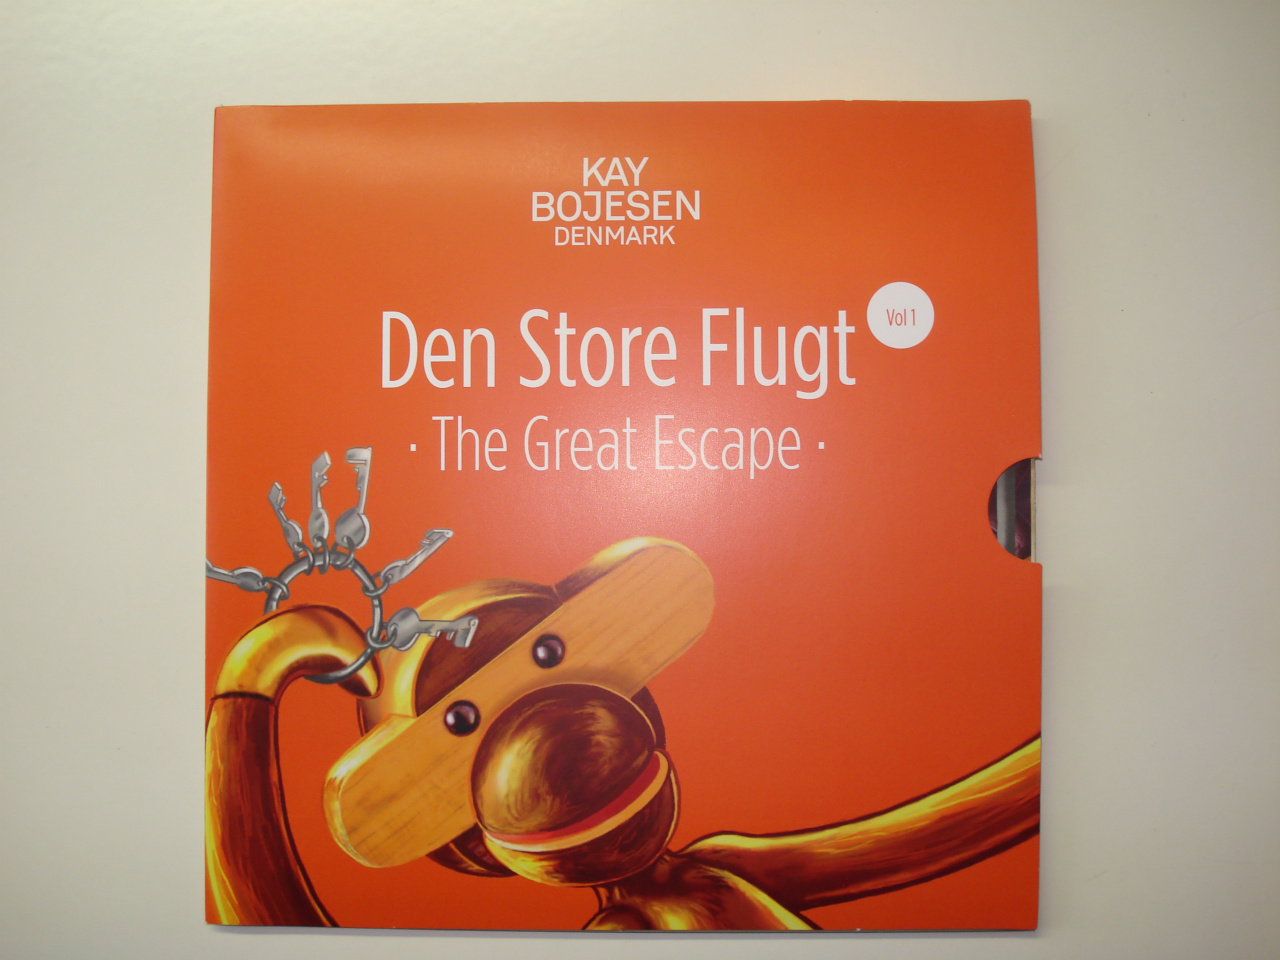 KAY
BOJESEN
DENMARK
Den Store Flugt
Vol 1
· The Great Escape ·